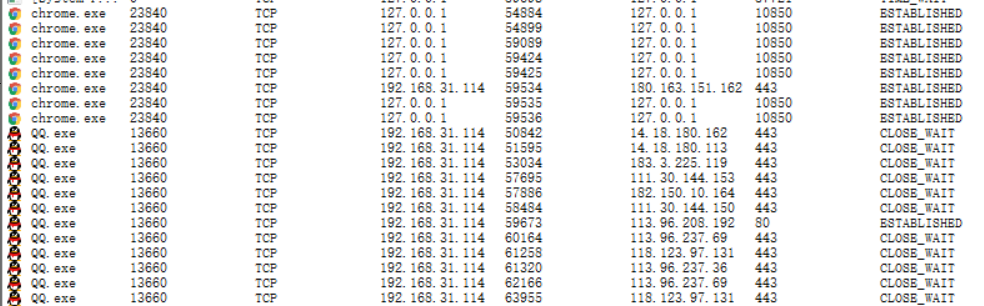 chrome.exe 23840 TCP 127.0.0.1 54884 127.0.0.1 10850 ESTABLISHED
chrome.exe 23840 TCP 127.0.0.1 54899 127.0.0.1 10850 ESTABLISHED
chrome.exe 23840 TCP 127.0.0.1 59089 127.0.0.1 10850 ESTABLISHED
chrome.exe 23840 TCP 127.0.0.1 59424 127.0.0.1 10850 ESTABLISHED
chrome.exe 23840 TCP 127.0.0.1 59425 127.0.0.1 10850 ESTABLISHED
chrome.exe 23840 TCP 192.168.31.114 59534 180.163.151.162 443 ESTABLISHED
chrome.exe 23840 TCP 127.0.0.1 59535 127.0.0.1 10850 ESTABLISHED
chrome.exe 23840 TCP 127.0.0.1 59536 127.0.0.1 10850 ESTABLISHED
QQ.exe 13660 TCP 192.168.31.114 50842 14.18.180.162 443 CLOSE_WAIT
QQ.exe 13660 TCP 192.168.31.114 51595 14.18.180.113 443 CLOSE_WAIT
QQ.exe 13660 TCP 192.168.31.114 53034 183.3.225.119 443 CLOSE_WAIT
QQ.exe 13660 TCP 192.168.31.114 57695 111.30.144.153 443 CLOSE_WAIT
QQ.exe 13660 TCP 192.168.31.114 57886 182.150.10.164 443 CLOSE_WAIT
QQ.exe 13660 TCP 192.168.31.114 58484 111.30.144.150 443 CLOSE_WAIT
QQ.exe 13660 TCP 192.168.31.114 59673 113.96.208.192 80 ESTABLISHED
QQ.exe 13660 TCP 192.168.31.114 60164 113.96.237.69 443 CLOSE_WAIT
QQ.exe 13660 TCP 192.168.31.114 61258 118.123.97.131 443 CLOSE_WAIT
QQ.exe 13660 TCP 192.168.31.114 61320 113.96.237.36 443 CLOSE_WAIT
QQ.exe 13660 TCP 192.168.31.114 62166 113.96.237.69 443 CLOSE_WAIT
QQ.exe 13660 TCP 192.168.31.114 63955 118.123.97.131 443 CLOSE_WAIT